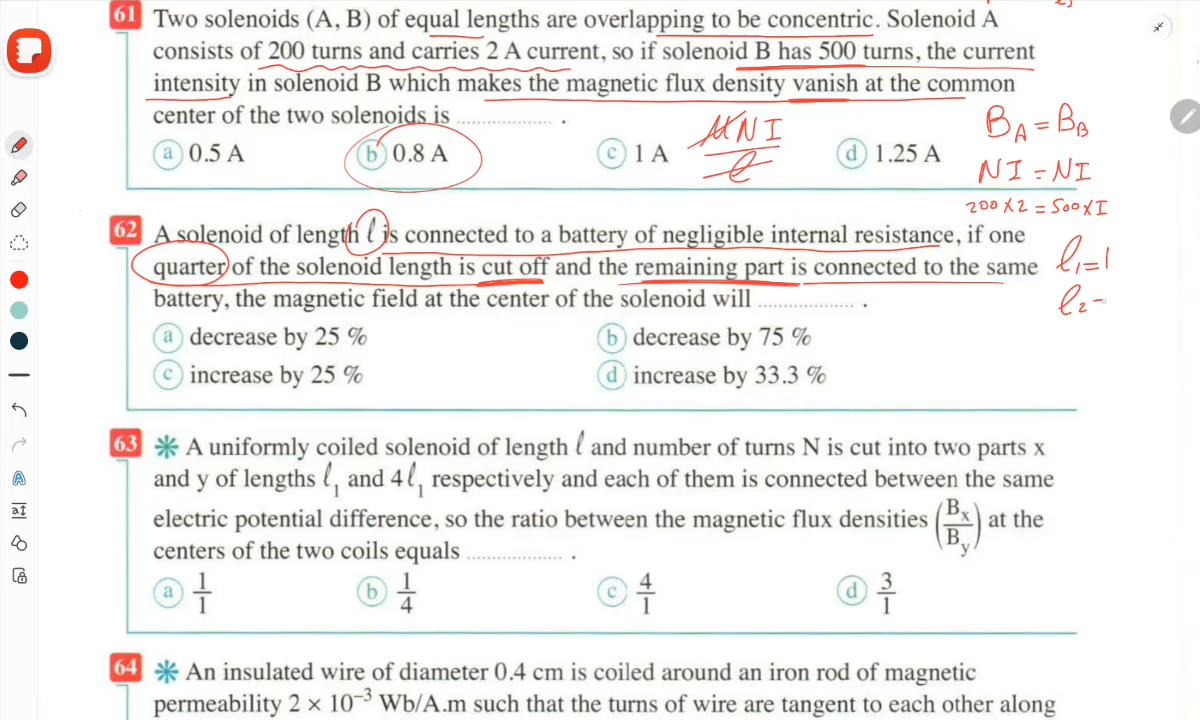 61 Two solenoids (A, B) of equal lengths are overlapping to be concentric. Solenoid A
consists of 200 turns and carries 2 A current, so if solenoid B has 500 turns, the current
intensity in solenoid B which makes the magnetic flux density vanish at the common
center of the two solenoids is ................ .
a 0.5 A b 0.8 A c 1 A d 1.25 A
μNI
ℓ
B_A = B_B
NI = NI
200 x 2 = 500 x I
62 A solenoid of length ℓ is connected to a battery of negligible internal resistance, if one
quarter of the solenoid length is cut off and the remaining part is connected to the same
battery, the magnetic field at the center of the solenoid will ................ .
ℓ₁=1
ℓ₂-
a decrease by 25 % b decrease by 75 %
c increase by 25 % d increase by 33.3 %
63 ✳ A uniformly coiled solenoid of length ℓ and number of turns N is cut into two parts x
and y of lengths ℓ₁ and 4ℓ₁ respectively and each of them is connected between the same
electric potential difference, so the ratio between the magnetic flux densities (Bx/By) at the
centers of the two coils equals ................ .
a 1/1 b 1/4 c 4/1 d 3/1
64 ✳ An insulated wire of diameter 0.4 cm is coiled around an iron rod of magnetic
permeability 2 × 10⁻³ Wb/A.m such that the turns of wire are tangent to each other along